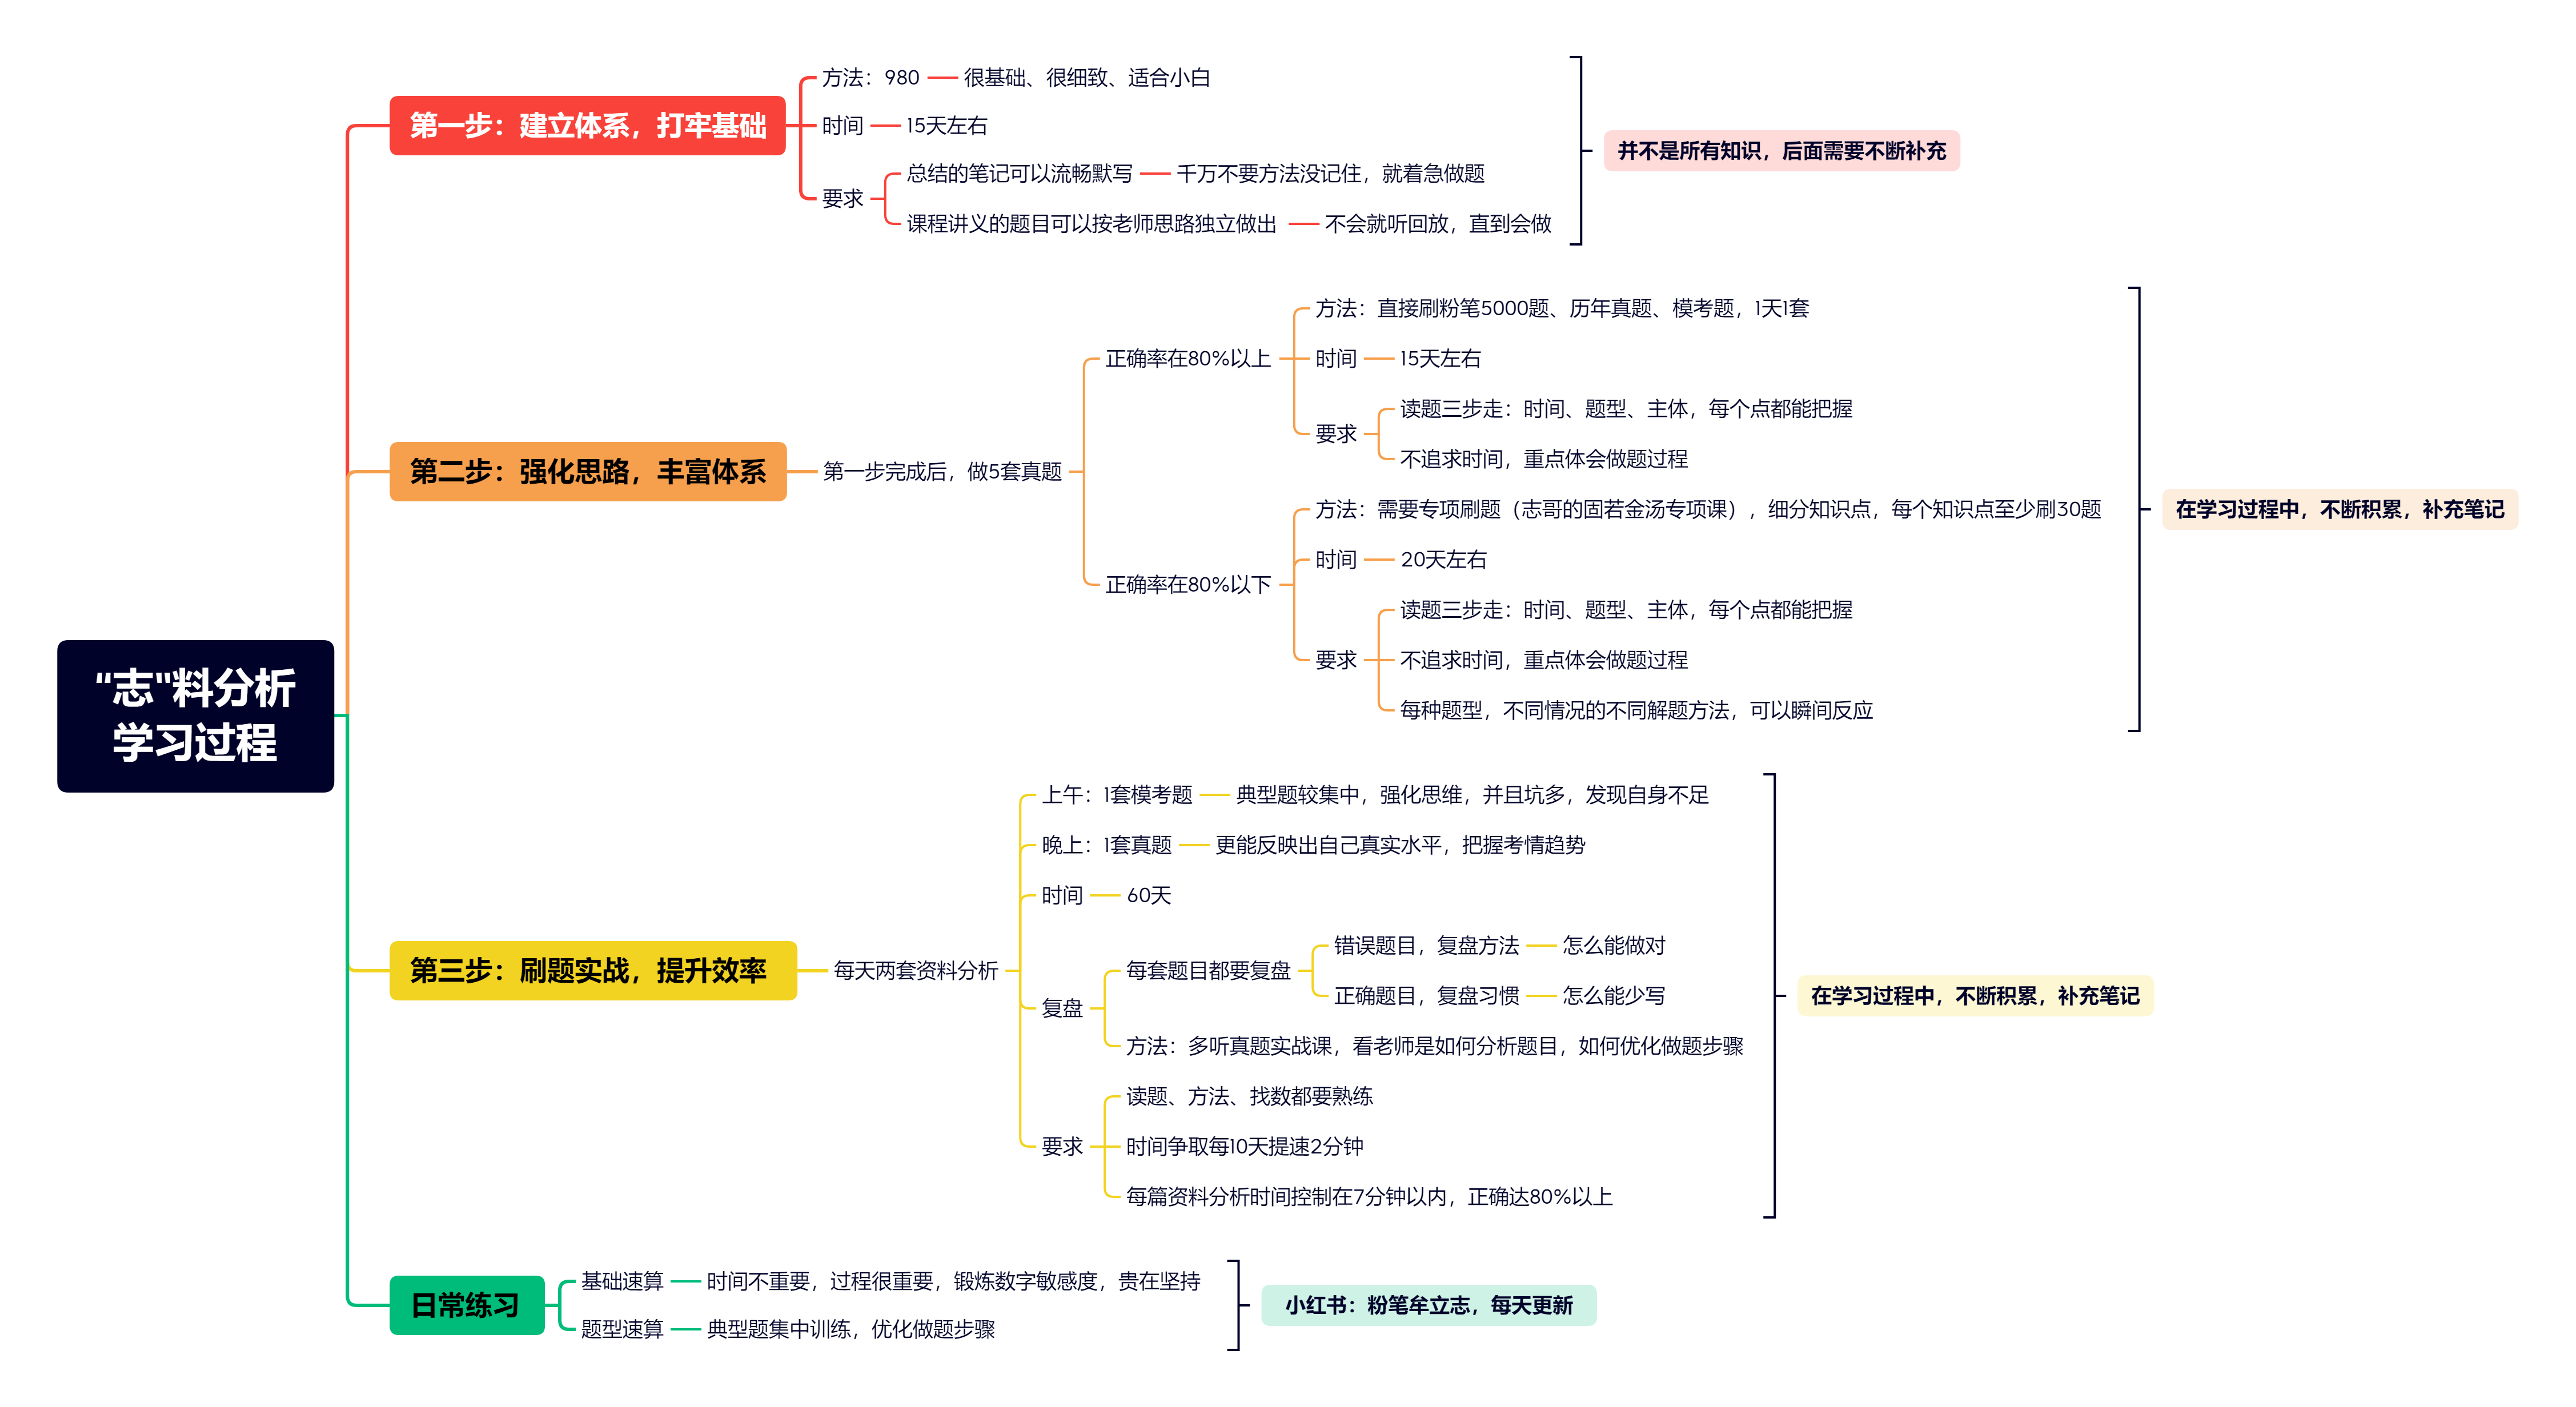 “志"料分析
学习过程
第一步：建立体系，打牢基础
方法：980
很基础、很细致、适合小白
时间
15天左右
要求
总结的笔记可以流畅默写
千万不要方法没记住，就着急做题
课程讲义的题目可以按老师思路独立做出
不会就听回放，直到会做
并不是所有知识，后面需要不断补充
第二步：强化思路，丰富体系
第一步完成后，做5套真题
正确率在80%以上
方法：直接刷粉笔5000题、历年真题、模考题，1天1套
时间
15天左右
要求
读题三步走：时间、题型、主体，每个点都能把握
不追求时间，重点体会做题过程
正确率在80%以下
方法：需要专项刷题（志哥的固若金汤专项课），细分知识点，每个知识点至少刷30题
时间
20天左右
要求
读题三步走：时间、题型、主体，每个点都能把握
不追求时间，重点体会做题过程
每种题型，不同情况的不同解题方法，可以瞬间反应
在学习过程中，不断积累，补充笔记
第三步：刷题实战，提升效率
每天两套资料分析
上午：1套模考题
典型题较集中，强化思维，并且坑多，发现自身不足
晚上：1套真题
更能反映出自己真实水平，把握考情趋势
时间
60天
复盘
每套题目都要复盘
错误题目，复盘方法
怎么能做对
正确题目，复盘习惯
怎么能少写
方法：多听真题实战课，看老师是如何分析题目，如何优化做题步骤
要求
读题、方法、找数都要熟练
时间争取每10天提速2分钟
每篇资料分析时间控制在7分钟以内，正确达80%以上
在学习过程中，不断积累，补充笔记
日常练习
基础速算
时间不重要，过程很重要，锻炼数字敏感度，贵在坚持
题型速算
典型题集中训练，优化做题步骤
小红书：粉笔牟立志，每天更新